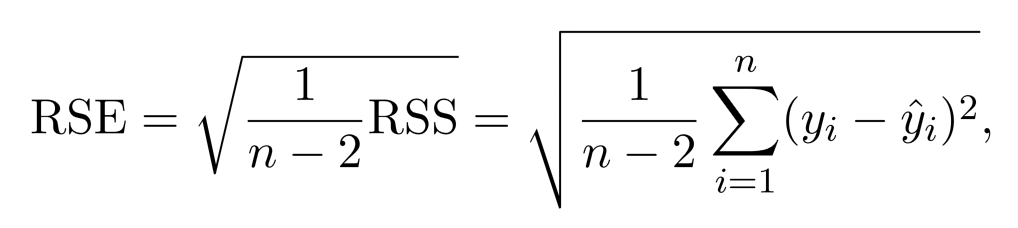 RSE = √(1/(n − 2) RSS) = √(1/(n − 2) ∑_{i=1}^{n} (y_i − ŷ_i)²),